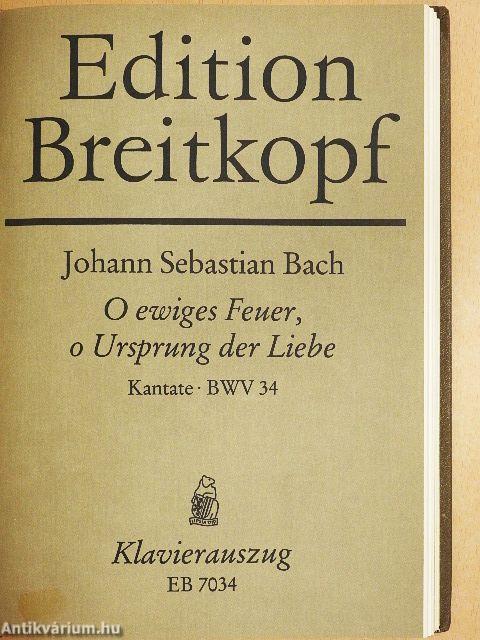 Edition
Breitkopf
Johann Sebastian Bach
O ewiges Feuer,
o Ursprung der Liebe
Kantate · BWV 34
Klavierauszug
EB 7034
Antikvárium.hu